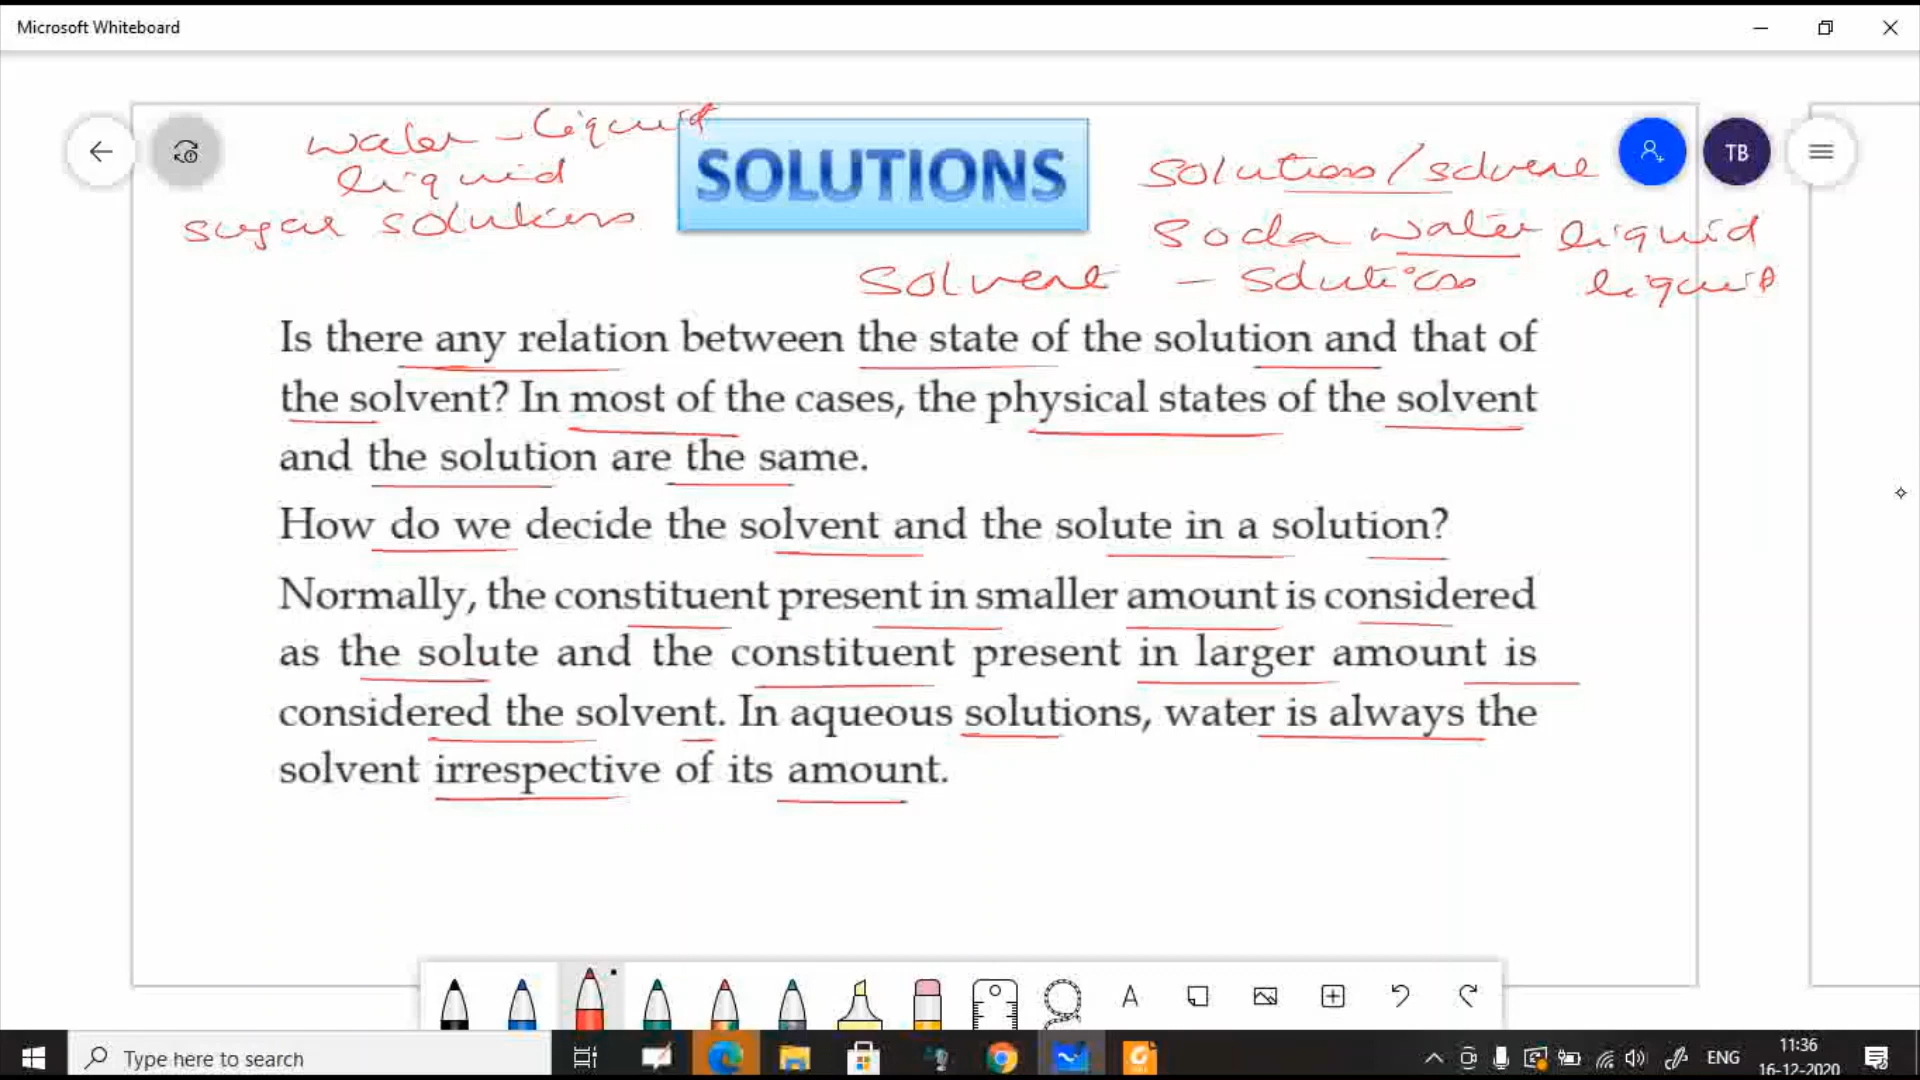 Microsoft Whiteboard
water - liquid
liquid
sugar solution
SOLUTIONS
solution / solvent
soda water liquid
solvent - solution liquid
TB
Is there any relation between the state of the solution and that of
the solvent? In most of the cases, the physical states of the solvent
and the solution are the same.
How do we decide the solvent and the solute in a solution?
Normally, the constituent present in smaller amount is considered
as the solute and the constituent present in larger amount is
considered the solvent. In aqueous solutions, water is always the
solvent irrespective of its amount.
A
Type here to search
ENG
11:36
16-12-2020